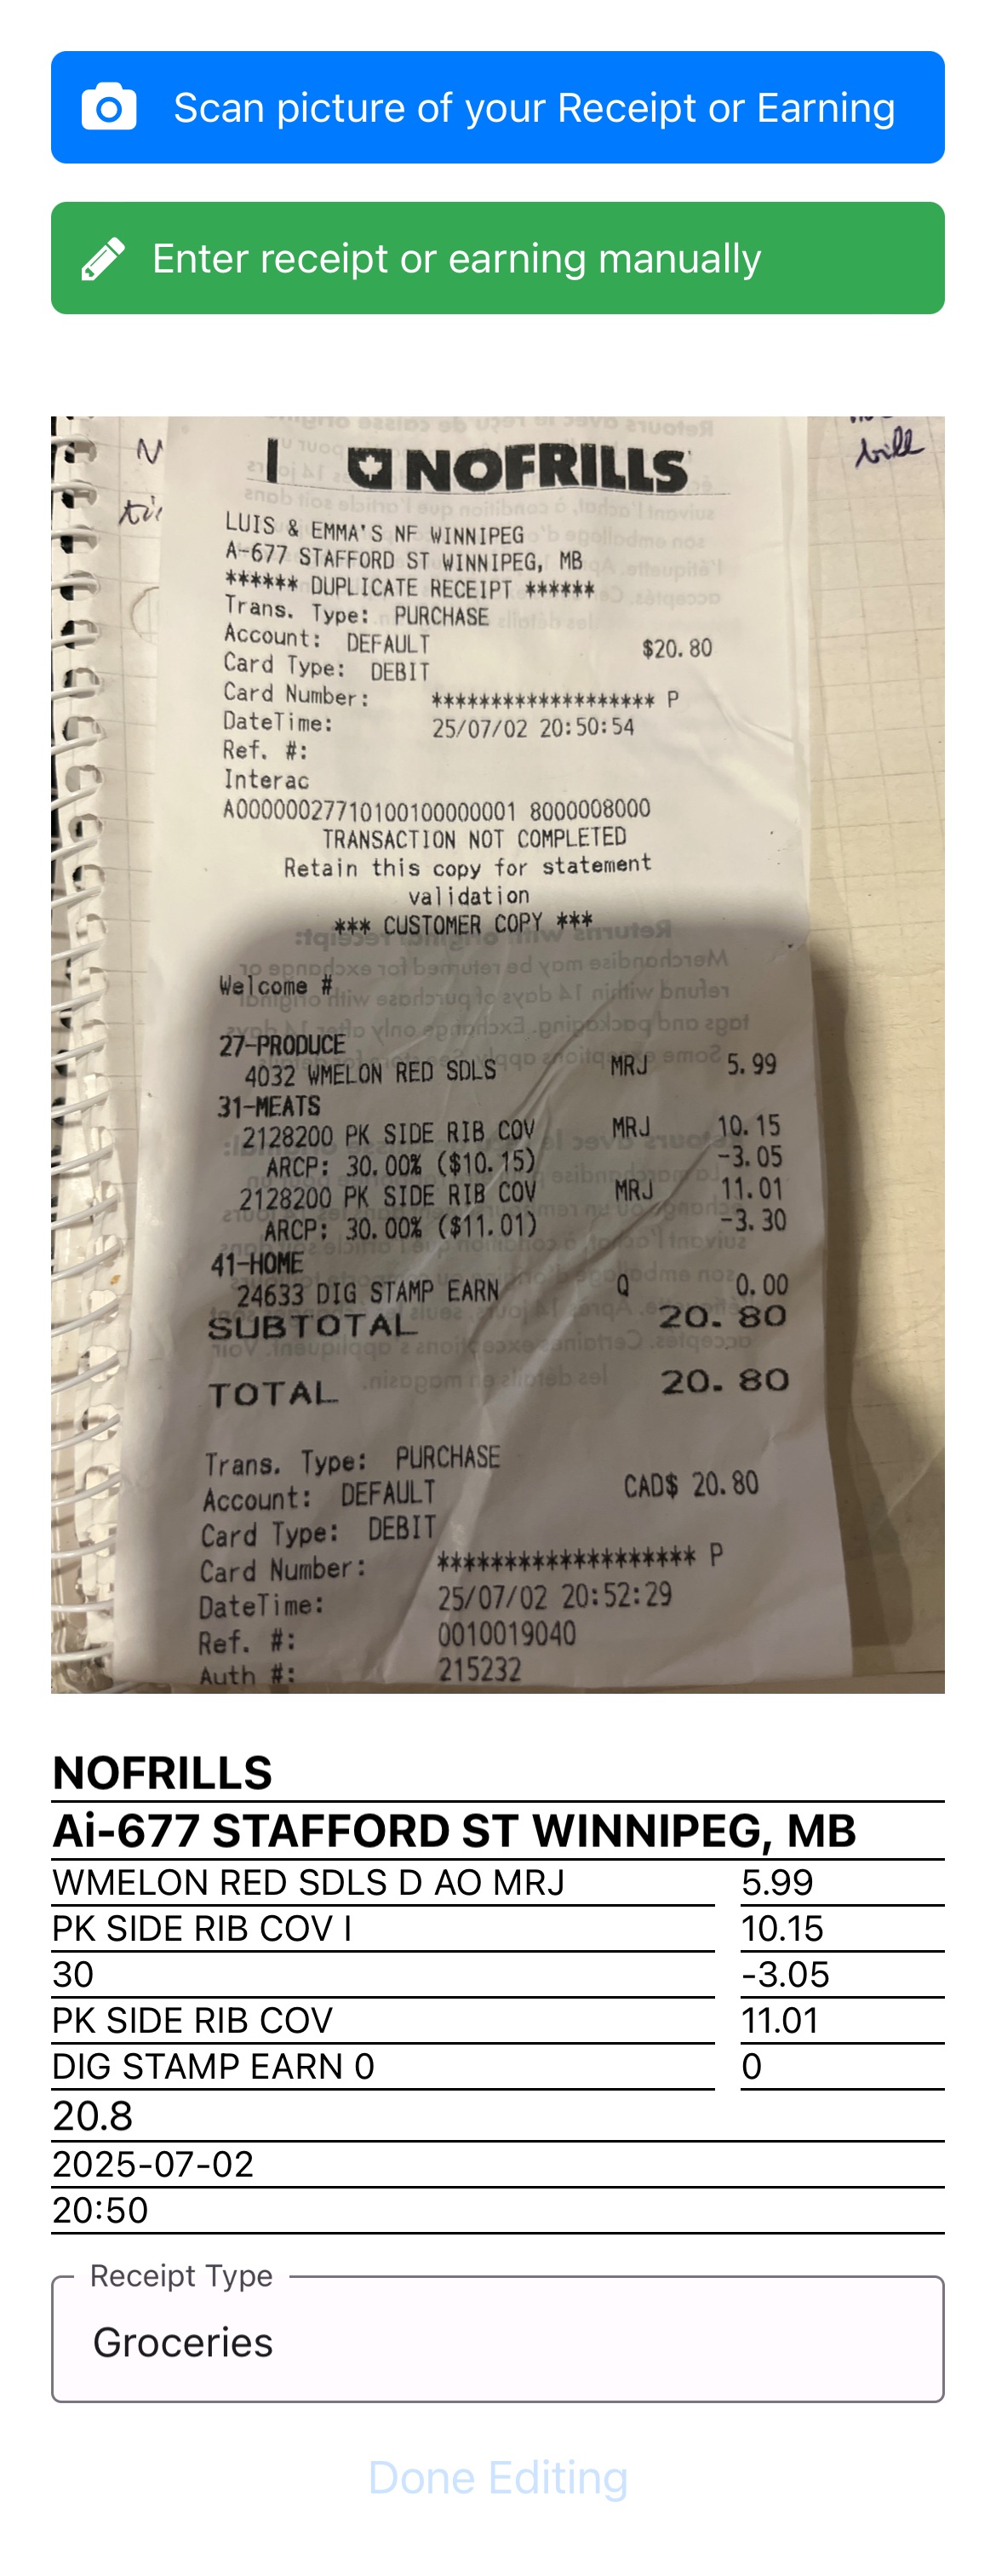 Scan picture of your Receipt or Earning
Enter receipt or earning manually
bill
NOFRILLS
LUIS & EMMA'S NF WINNIPEG
A-677 STAFFORD ST WINNIPEG, MB
****** DUPLICATE RECEIPT ******
Trans. Type: PURCHASE
Account: DEFAULT $20.80
Card Type: DEBIT
Card Number: ******************* P
DateTime: 25/07/02 20:50:54
Ref. #:
Interac
A00000027710100100000001 8000008000
TRANSACTION NOT COMPLETED
Retain this copy for statement
validation
*** CUSTOMER COPY ***
Welcome #
27-PRODUCE
4032 WMELON RED SDLS MRJ 5.99
31-MEATS
2128200 PK SIDE RIB COV MRJ 10.15
ARCP: 30.00% ($10.15) -3.05
2128200 PK SIDE RIB COV MRJ 11.01
ARCP: 30.00% ($11.01) -3.30
41-HOME
24633 DIG STAMP EARN Q 0.00
SUBTOTAL 20.80
TOTAL 20.80
Trans. Type: PURCHASE
Account: DEFAULT CAD$ 20.80
Card Type: DEBIT
Card Number: ******************* P
DateTime: 25/07/02 20:52:29
Ref. #: 0010019040
Auth #: 215232
NOFRILLS
Ai-677 STAFFORD ST WINNIPEG, MB
WMELON RED SDLS D AO MRJ 5.99
PK SIDE RIB COV I 10.15
30 -3.05
PK SIDE RIB COV 11.01
DIG STAMP EARN 0 0
20.8
2025-07-02
20:50
Receipt Type
Groceries
Done Editing